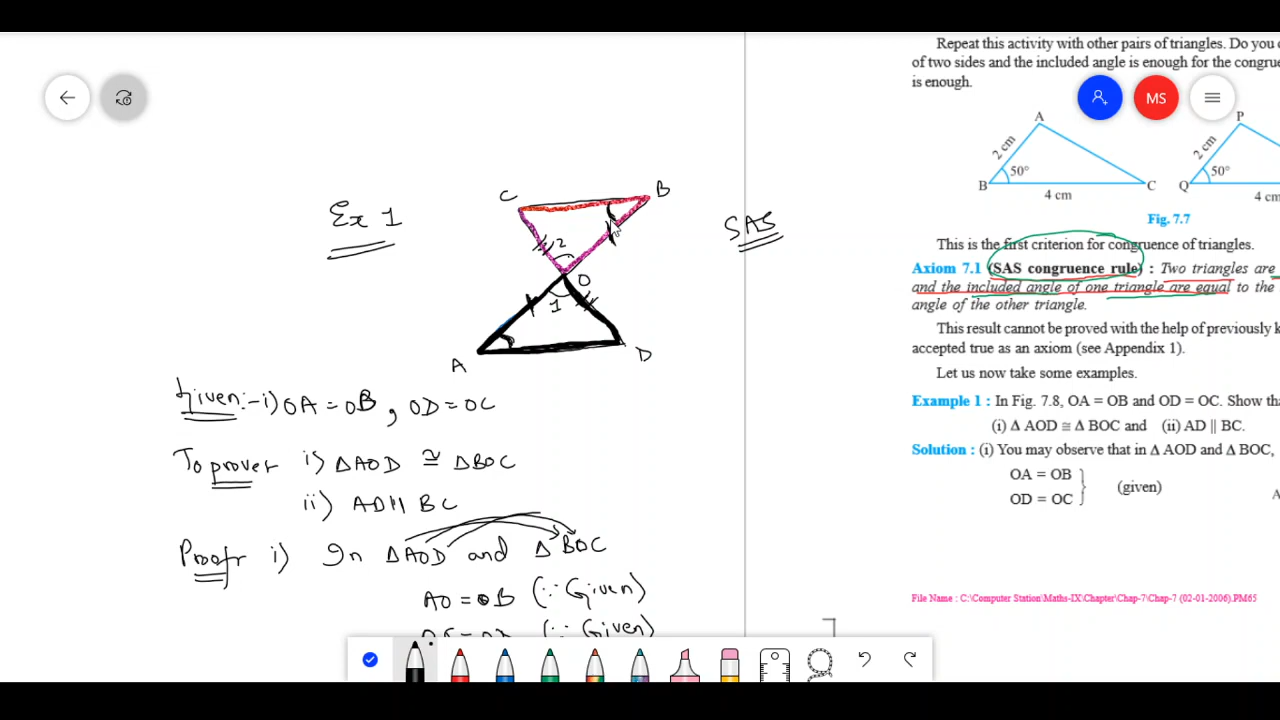 Ex 1
C
B
2
O
1
A
D
SAS
Given:- i) OA = OB, OD = OC
To prove i) ΔAOD ≅ ΔBOC
ii) AD || BC
Proof i) In ΔAOD and ΔBOC
AO = OB (∵ Given)
(∵ Given)
MS
Repeat this activity with other pairs of triangles. Do you
of two sides and the included angle is enough for the
is enough.
A
2 cm
50°
B
4 cm
C
P
2 cm
50°
Q
4 cm
Fig. 7.7
This is the first criterion for congruence of triangles.
Axiom 7.1 (SAS congruence rule) : Two triangles are
and the included angle of one triangle are equal to the
angle of the other triangle.
This result cannot be proved with the help of previously
accepted true as an axiom (see Appendix 1).
Let us now take some examples.
Example 1 : In Fig. 7.8, OA = OB and OD = OC. Show
(i) Δ AOD ≅ Δ BOC and (ii) AD || BC.
Solution : (i) You may observe that in Δ AOD and Δ BOC,
OA = OB
OD = OC
(given)
A
File Name : C:\Computer Station\Maths-IX\Chapter\Chap-7\Chap-7 (02-01-2006).PM65